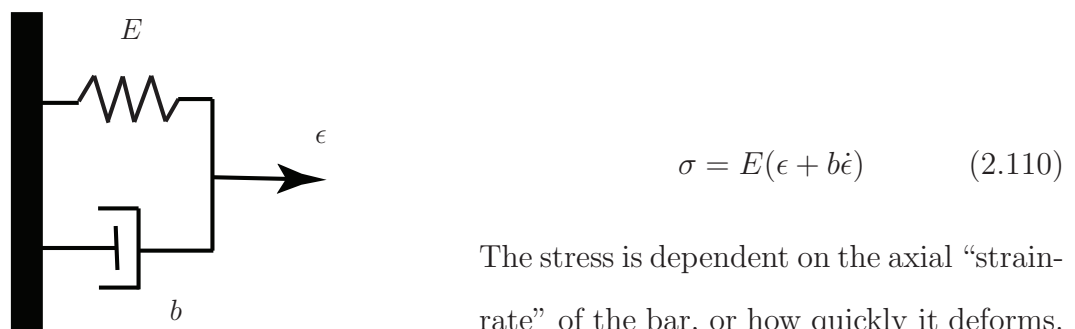 E
ϵ
b
σ = E(ϵ + bϵ̇) (2.110)
The stress is dependent on the axial “strain-
rate” of the bar, or how quickly it deforms.